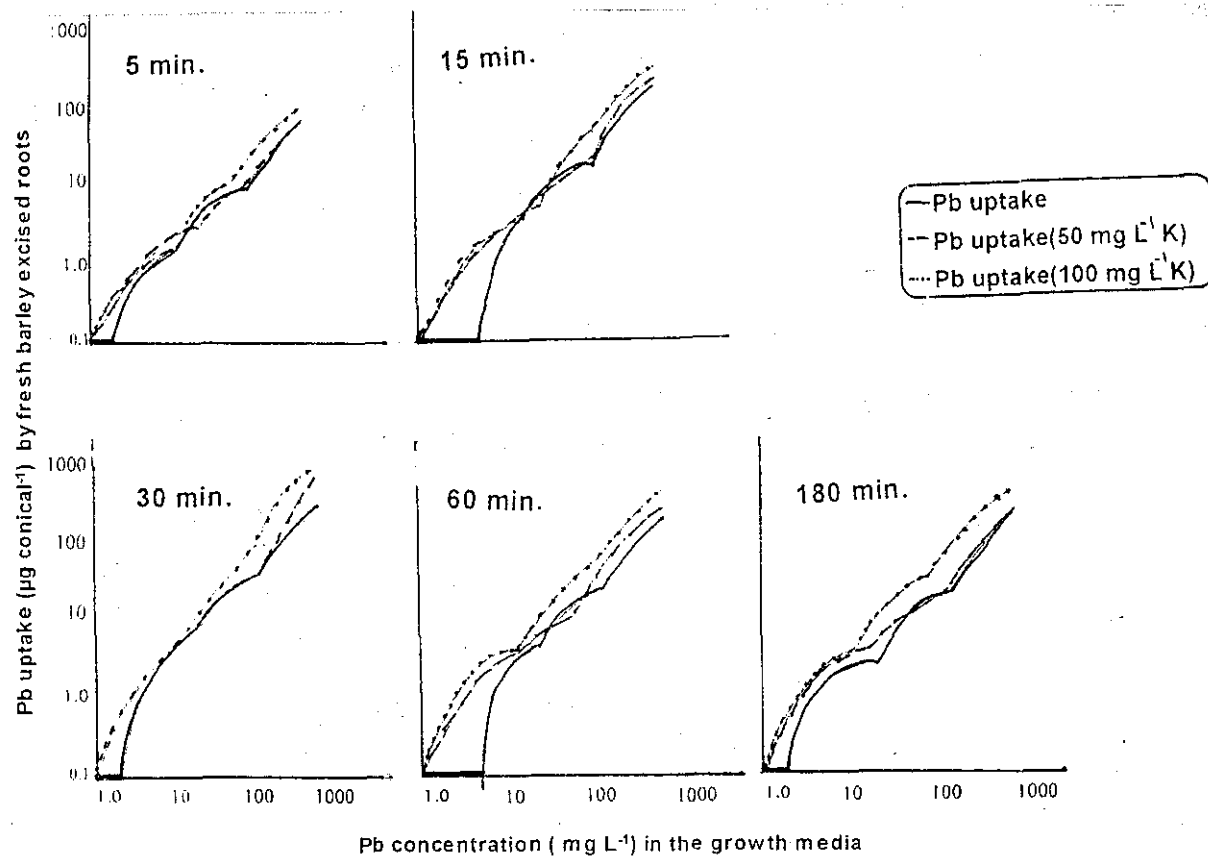 :000
100
10
1.0
0.1
5 min.
15 min.
Pb uptake
Pb uptake(50 mg L⁻¹ K)
Pb uptake(100 mg L⁻¹K)
Pb uptake (µg conical⁻¹) by fresh barley excised roots
1000
100
10
1.0
0.1
30 min.
60 min.
180 min.
1.0 10 100 1000
1.0 10 100 1000
1.0 10 100 1000
Pb concentration ( mg L⁻¹) in the growth media